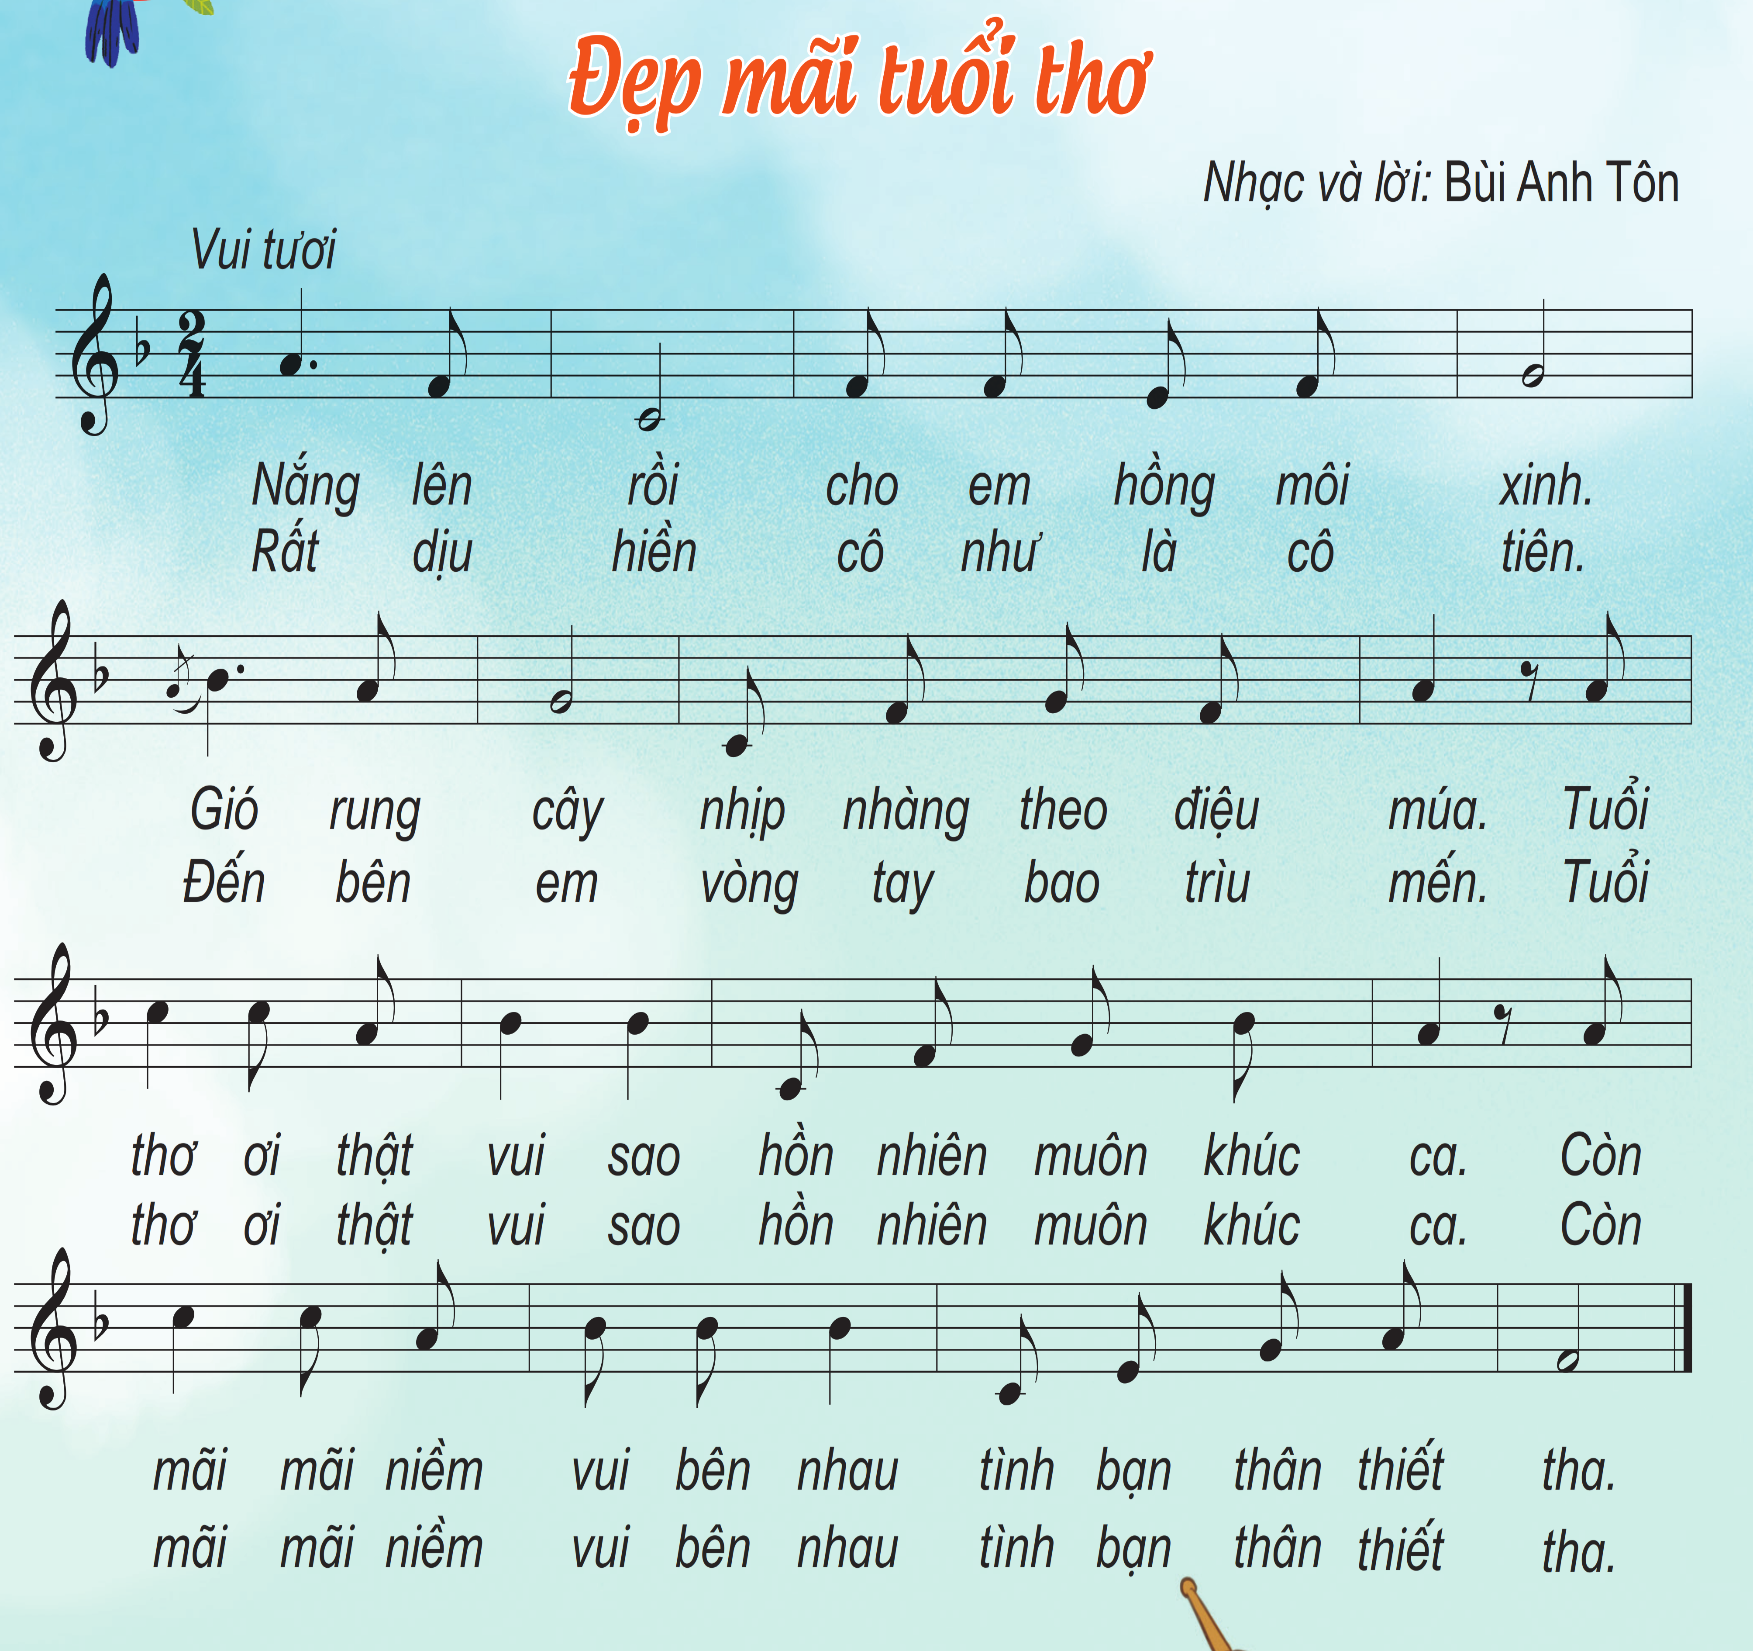 Đẹp mãi tuổi thơ
Nhạc và lời: Bùi Anh Tôn
Vui tươi
2
4
Nắng lên rồi cho em hồng môi xinh.
Rất dịu hiền cô như là cô tiên.
Gió rung cây nhịp nhàng theo điệu múa. Tuổi
Đến bên em vòng tay bao trìu mến. Tuổi
thơ ơi thật vui sao hồn nhiên muôn khúc ca. Còn
thơ ơi thật vui sao hồn nhiên muôn khúc ca. Còn
mãi mãi niềm vui bên nhau tình bạn thân thiết tha.
mãi mãi niềm vui bên nhau tình bạn thân thiết tha.